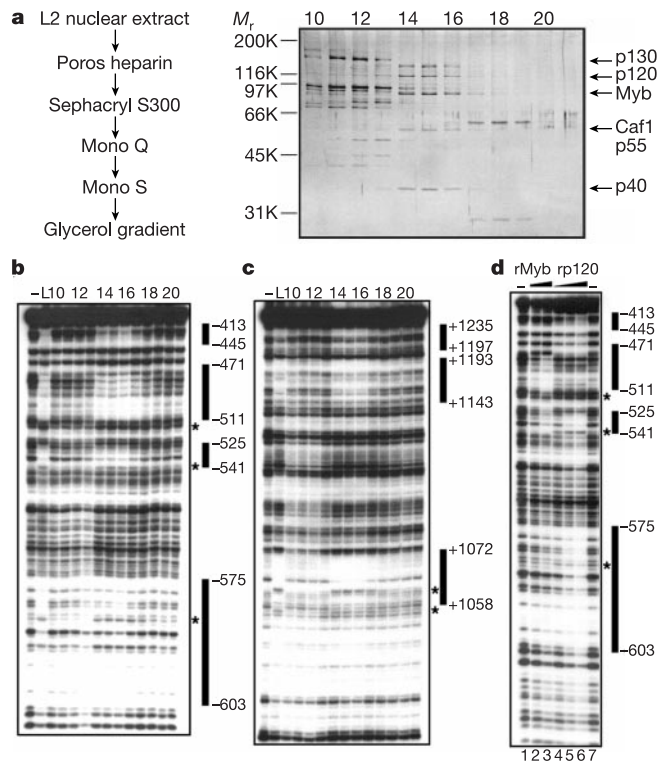 a
L2 nuclear extract
Poros heparin
Sephacryl S300
Mono Q
Mono S
Glycerol gradient
Mr 10 12 14 16 18 20
200K
116K
97K
66K
45K
31K
p130
p120
Myb
Caf1
p55
p40
b
– L 10 12 14 16 18 20
–413
–445
–471
–511
*
–525
–541
*
–575
*
–603
c
– L 10 12 14 16 18 20
+1235
+1197
+1193
+1143
+1072
*
+1058
*
d
rMyb rp120
– –
–413
–445
–471
–511
*
–525
–541
*
–575
*
–603
1 2 3 4 5 6 7